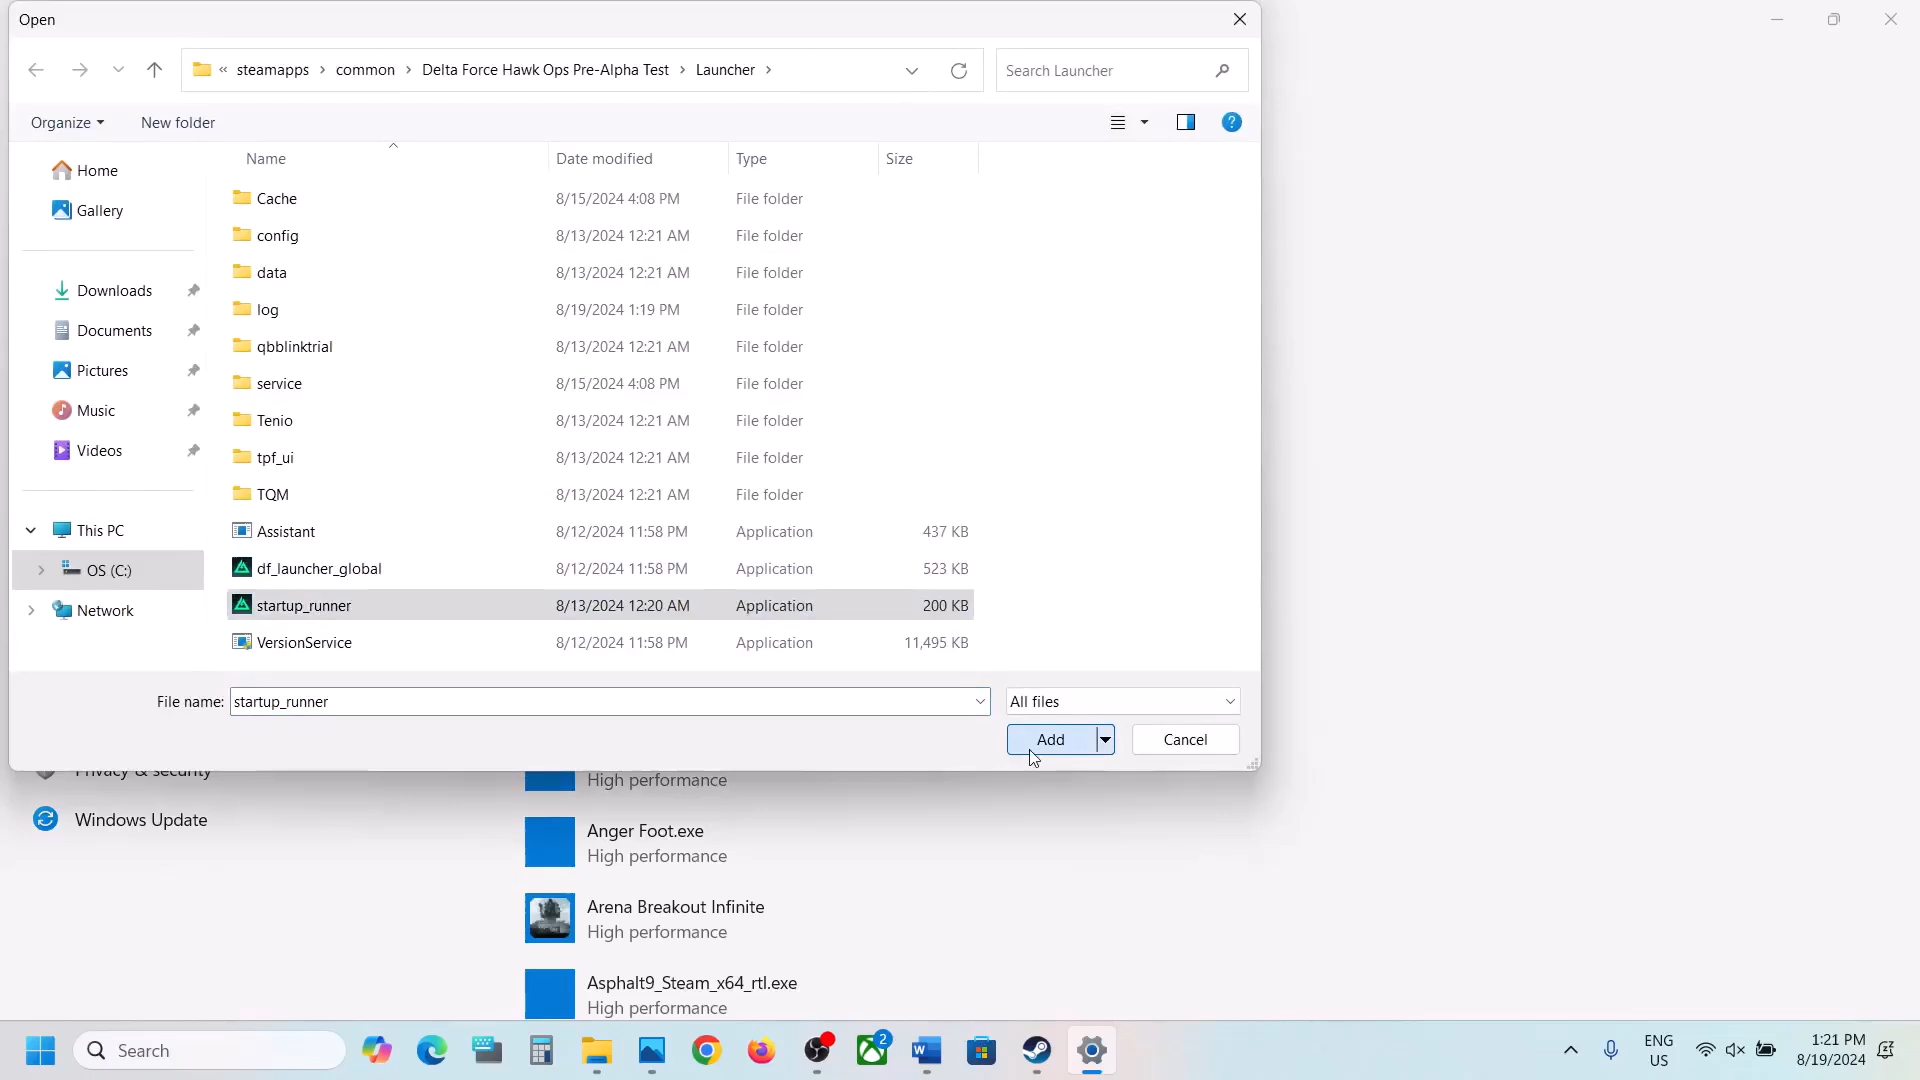 Open
« steamapps › common › Delta Force Hawk Ops Pre-Alpha Test › Launcher ›
Search Launcher
Organize
New folder
Name Date modified Type Size
Home
Gallery
Downloads
Documents
Pictures
Music
Videos
This PC
OS (C:)
Network
Cache 8/15/2024 4:08 PM File folder
config 8/13/2024 12:21 AM File folder
data 8/13/2024 12:21 AM File folder
log 8/19/2024 1:19 PM File folder
qbblinktrial 8/13/2024 12:21 AM File folder
service 8/15/2024 4:08 PM File folder
Tenio 8/13/2024 12:21 AM File folder
tpf_ui 8/13/2024 12:21 AM File folder
TQM 8/13/2024 12:21 AM File folder
Assistant 8/12/2024 11:58 PM Application 437 KB
df_launcher_global 8/12/2024 11:58 PM Application 523 KB
startup_runner 8/13/2024 12:20 AM Application 200 KB
VersionService 8/12/2024 11:58 PM Application 11,495 KB
File name: startup_runner
All files
Add
Cancel
Privacy & security
Windows Update
High performance
Anger Foot.exe
High performance
Arena Breakout Infinite
High performance
Asphalt9_Steam_x64_rtl.exe
High performance
Search
2
ENG
US
1:21 PM
8/19/2024